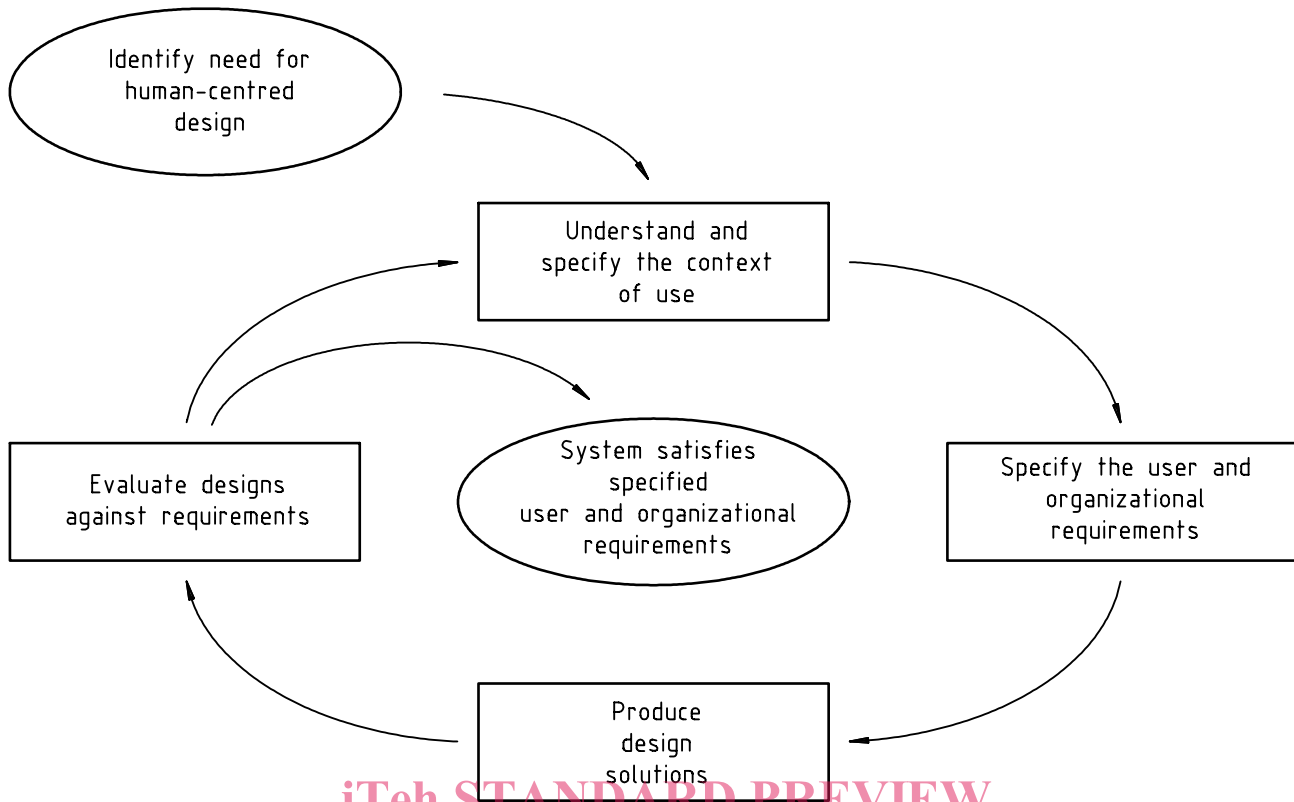 Identify need for
human-centred
design
Understand and
specify the context
of use
Evaluate designs
against requirements
System satisfies
specified
user and organizational
requirements
Specify the user and
organizational
requirements
Produce
design
solutions
iTeh STANDARD PREVIEW